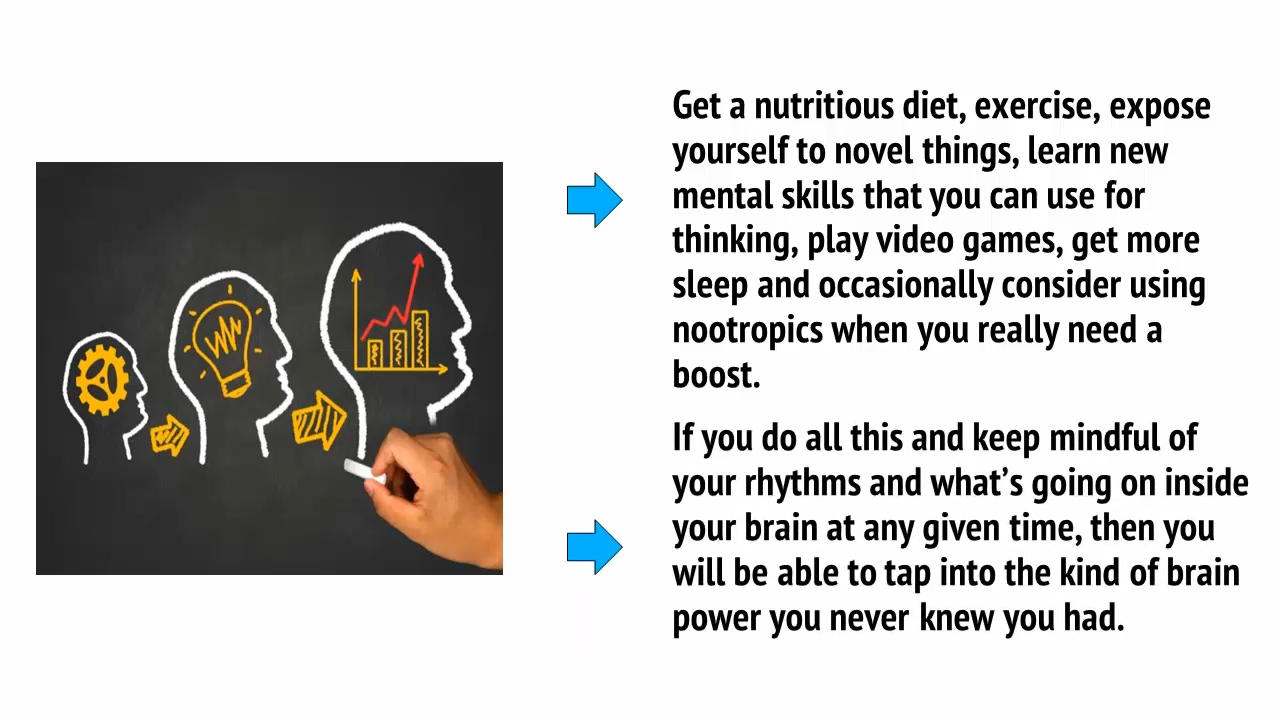 Get a nutritious diet, exercise, expose
yourself to novel things, learn new
mental skills that you can use for
thinking, play video games, get more
sleep and occasionally consider using
nootropics when you really need a
boost.
If you do all this and keep mindful of
your rhythms and what’s going on inside
your brain at any given time, then you
will be able to tap into the kind of brain
power you never knew you had.